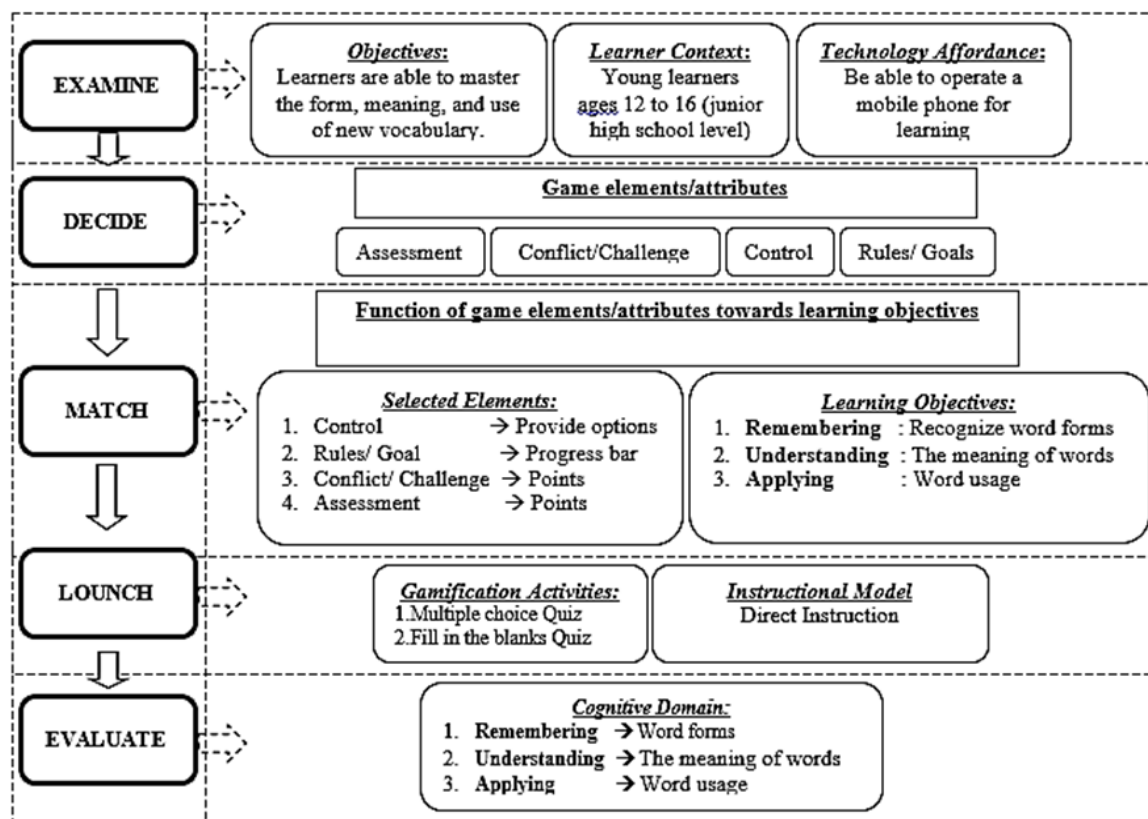 EXAMINE
Objectives:
Learners are able to master
the form, meaning, and use
of new vocabulary.
Learner Context:
Young learners
ages 12 to 16 (junior
high school level)
Technology Affordance:
Be able to operate a
mobile phone for
learning
DECIDE
Game elements/attributes
Assessment
Conflict/Challenge
Control
Rules/ Goals
MATCH
Function of game elements/attributes towards learning objectives
Selected Elements:
1. Control → Provide options
2. Rules/ Goal → Progress bar
3. Conflict/ Challenge → Points
4. Assessment → Points
Learning Objectives:
1. Remembering : Recognize word forms
2. Understanding : The meaning of words
3. Applying : Word usage
LOUNCH
Gamification Activities:
1.Multiple choice Quiz
2.Fill in the blanks Quiz
Instructional Model
Direct Instruction
EVALUATE
Cognitive Domain:
1. Remembering → Word forms
2. Understanding → The meaning of words
3. Applying → Word usage